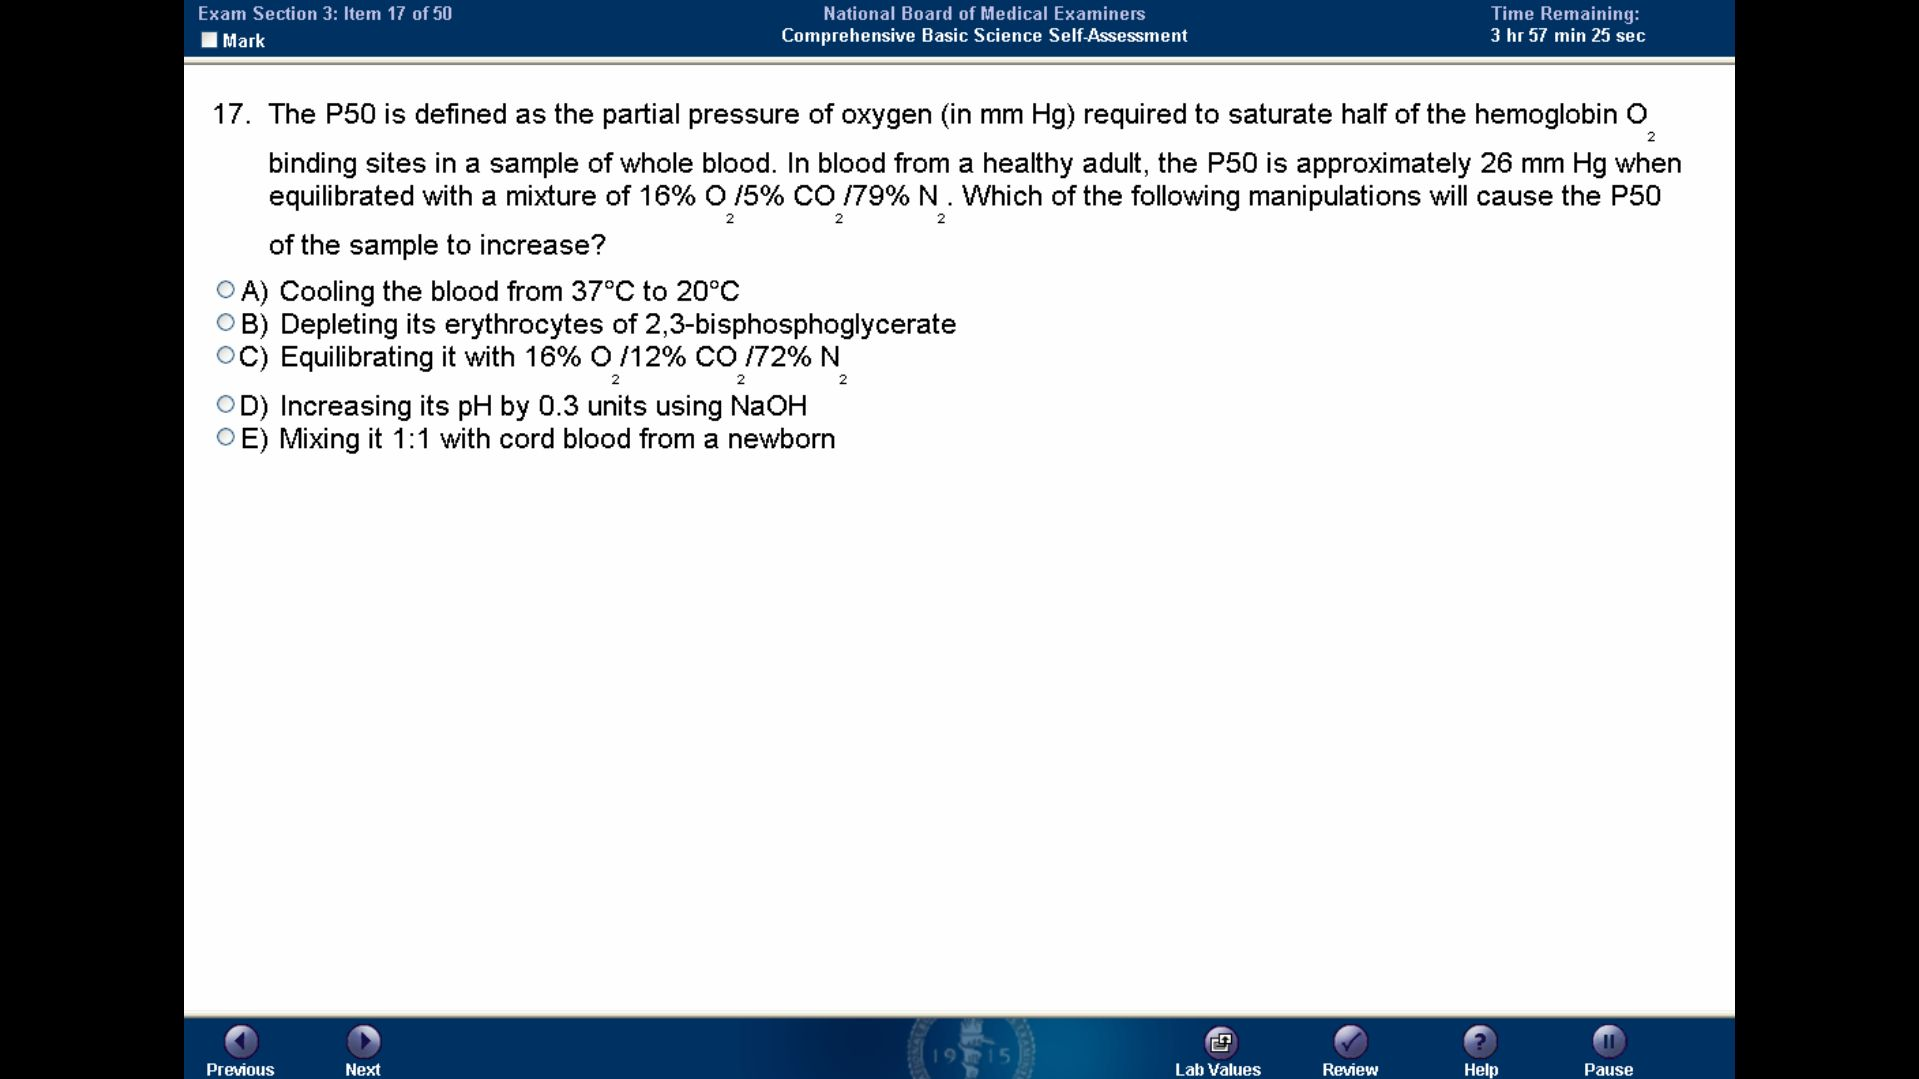 Exam Section 3: Item 17 of 50
National Board of Medical Examiners
Time Remaining:
Mark
Comprehensive Basic Science Self-Assessment
3 hr 57 min 25 sec
17. The P50 is defined as the partial pressure of oxygen (in mm Hg) required to saturate half of the hemoglobin O2
binding sites in a sample of whole blood. In blood from a healthy adult, the P50 is approximately 26 mm Hg when
equilibrated with a mixture of 16% O2/5% CO2/79% N2. Which of the following manipulations will cause the P50
of the sample to increase?
A) Cooling the blood from 37°C to 20°C
B) Depleting its erythrocytes of 2,3-bisphosphoglycerate
C) Equilibrating it with 16% O2/12% CO2/72% N2
D) Increasing its pH by 0.3 units using NaOH
E) Mixing it 1:1 with cord blood from a newborn
19 15
Previous
Next
Lab Values
Review
Help
Pause